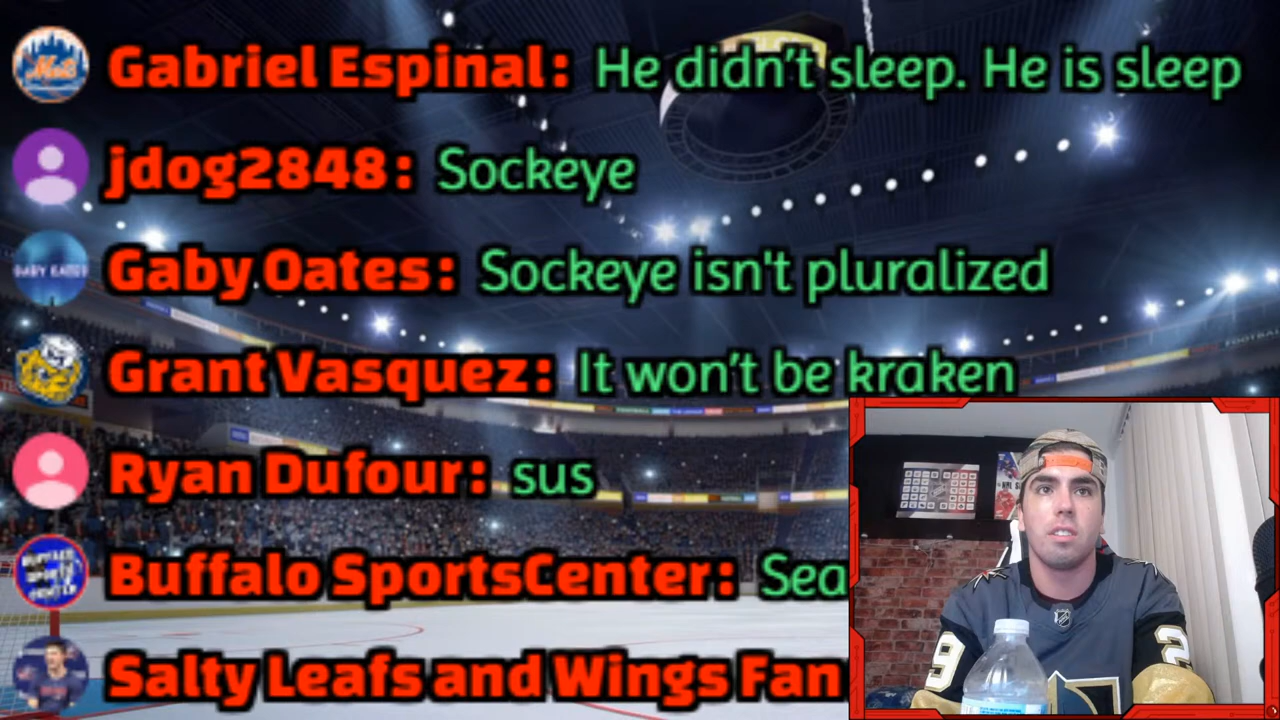 Gabriel Espinal: He didn't sleep. He is sleep
jdog2848: Sockeye
Gaby Oates: Sockeye isn't pluralized
Grant Vasquez: It won't be kraken
Ryan Dufour: sus
Buffalo SportsCenter: Sea
Salty Leafs and Wings Fan